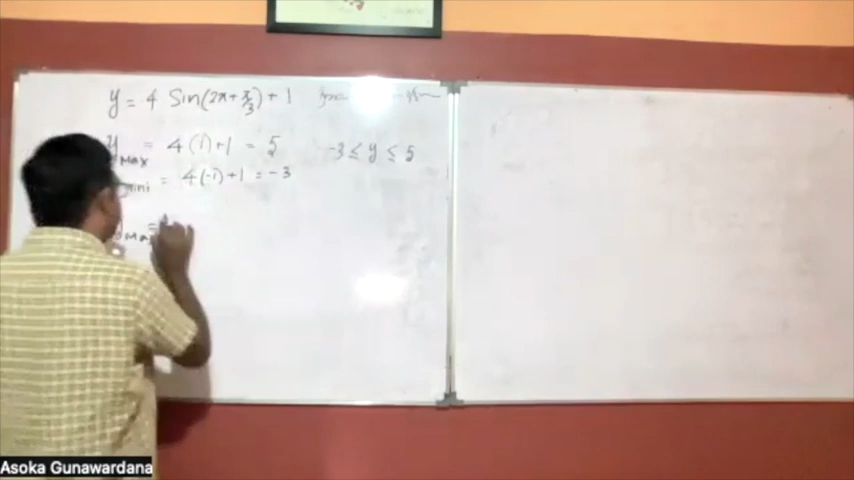 y = 4 Sin(2x + π/3) + 1
y max = 4(1)+1 = 5 -3 ≤ y ≤ 5
mini = 4(-1)+1 = -3
max =
Asoka Gunawardana